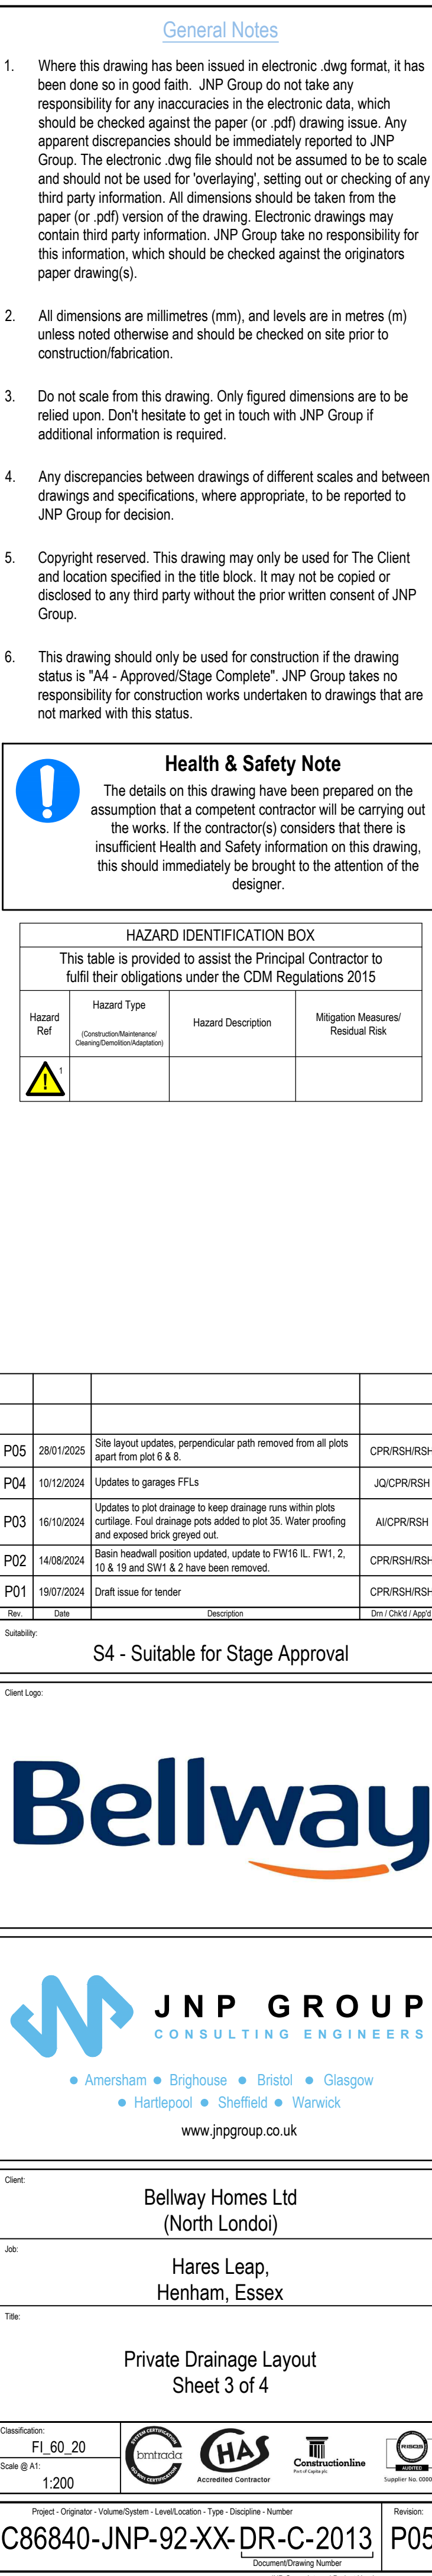 General Notes
1. Where this drawing has been issued in electronic .dwg format, it has
been done so in good faith. JNP Group do not take any
responsibility for any inaccuracies in the electronic data, which
should be checked against the paper (or .pdf) drawing issue. Any
apparent discrepancies should be immediately reported to JNP
Group. The electronic .dwg file should not be assumed to be to scale
and should not be used for 'overlaying', setting out or checking of any
third party information. All dimensions should be taken from the
paper (or .pdf) version of the drawing. Electronic drawings may
contain third party information. JNP Group take no responsibility for
this information, which should be checked against the originators
paper drawing(s).
2. All dimensions are millimetres (mm), and levels are in metres (m)
unless noted otherwise and should be checked on site prior to
construction/fabrication.
3. Do not scale from this drawing. Only figured dimensions are to be
relied upon. Don't hesitate to get in touch with JNP Group if
additional information is required.
4. Any discrepancies between drawings of different scales and between
drawings and specifications, where appropriate, to be reported to
JNP Group for decision.
5. Copyright reserved. This drawing may only be used for The Client
and location specified in the title block. It may not be copied or
disclosed to any third party without the prior written consent of JNP
Group.
6. This drawing should only be used for construction if the drawing
status is "A4 - Approved/Stage Complete". JNP Group takes no
responsibility for construction works undertaken to drawings that are
not marked with this status.
Health & Safety Note
The details on this drawing have been prepared on the
assumption that a competent contractor will be carrying out
the works. If the contractor(s) considers that there is
insufficient Health and Safety information on this drawing,
this should immediately be brought to the attention of the
designer.
HAZARD IDENTIFICATION BOX
This table is provided to assist the Principal Contractor to
fulfil their obligations under the CDM Regulations 2015
Hazard Ref
Hazard Type
(Construction/Maintenance/
Cleaning/Demolition/Adaptation)
Hazard Description
Mitigation Measures/
Residual Risk
! 1
P05 28/01/2025 Site layout updates, perpendicular path removed from all plots
apart from plot 6 & 8. CPR/RSH/RSH
P04 10/12/2024 Updates to garages FFLs JQ/CPR/RSH
P03 16/10/2024 Updates to plot drainage to keep drainage runs within plots
curtilage. Foul drainage pots added to plot 35. Water proofing
and exposed brick greyed out. AI/CPR/RSH
P02 14/08/2024 Basin headwall position updated, update to FW16 IL. FW1, 2,
10 & 19 and SW1 & 2 have been removed. CPR/RSH/RSH
P01 19/07/2024 Draft issue for tender CPR/RSH/RSH
Rev. Date Description Drn / Chk'd / App'd
Suitability:
S4 - Suitable for Stage Approval
Client Logo:
Bellway
JNP GROUP
CONSULTING ENGINEERS
• Amersham • Brighouse • Bristol • Glasgow
• Hartlepool • Sheffield • Warwick
www.jnpgroup.co.uk
Client:
Bellway Homes Ltd
(North Londoi)
Job:
Hares Leap,
Henham, Essex
Title:
Private Drainage Layout
Sheet 3 of 4
Classification:
FI_60_20
Scale @ A1:
1:200
SYSTEM CERTIFICATION
bmtrada
CHAS
Accredited Contractor
Constructionline
Part of Capita plc
AUDITED
Supplier No. 0000
Project - Originator - Volume/System - Level/Location - Type - Discipline - Number
Revision:
C86840-JNP-92-XX-DR-C-2013 P05
Document/Drawing Number